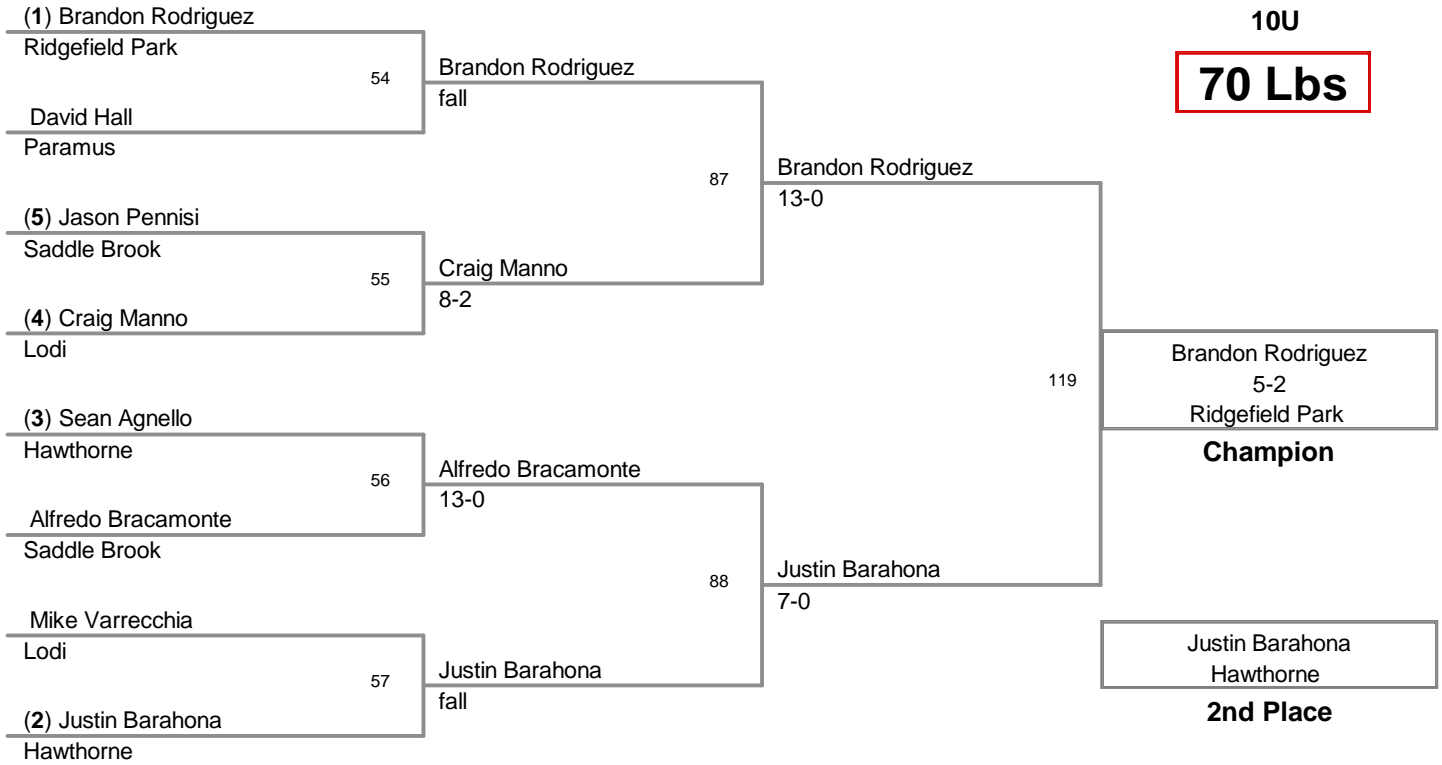 (1) Brandon Rodriguez
Ridgefield Park
54
David Hall
Paramus
Brandon Rodriguez
fall
(5) Jason Pennisi
Saddle Brook
55
(4) Craig Manno
Lodi
Craig Manno
8-2
87
Brandon Rodriguez
13-0
(3) Sean Agnello
Hawthorne
56
Alfredo Bracamonte
Saddle Brook
Alfredo Bracamonte
13-0
Mike Varrecchia
Lodi
57
(2) Justin Barahona
Hawthorne
Justin Barahona
fall
88
Justin Barahona
7-0
119
10U
70 Lbs
Brandon Rodriguez
5-2
Ridgefield Park
Champion
Justin Barahona
Hawthorne
2nd Place